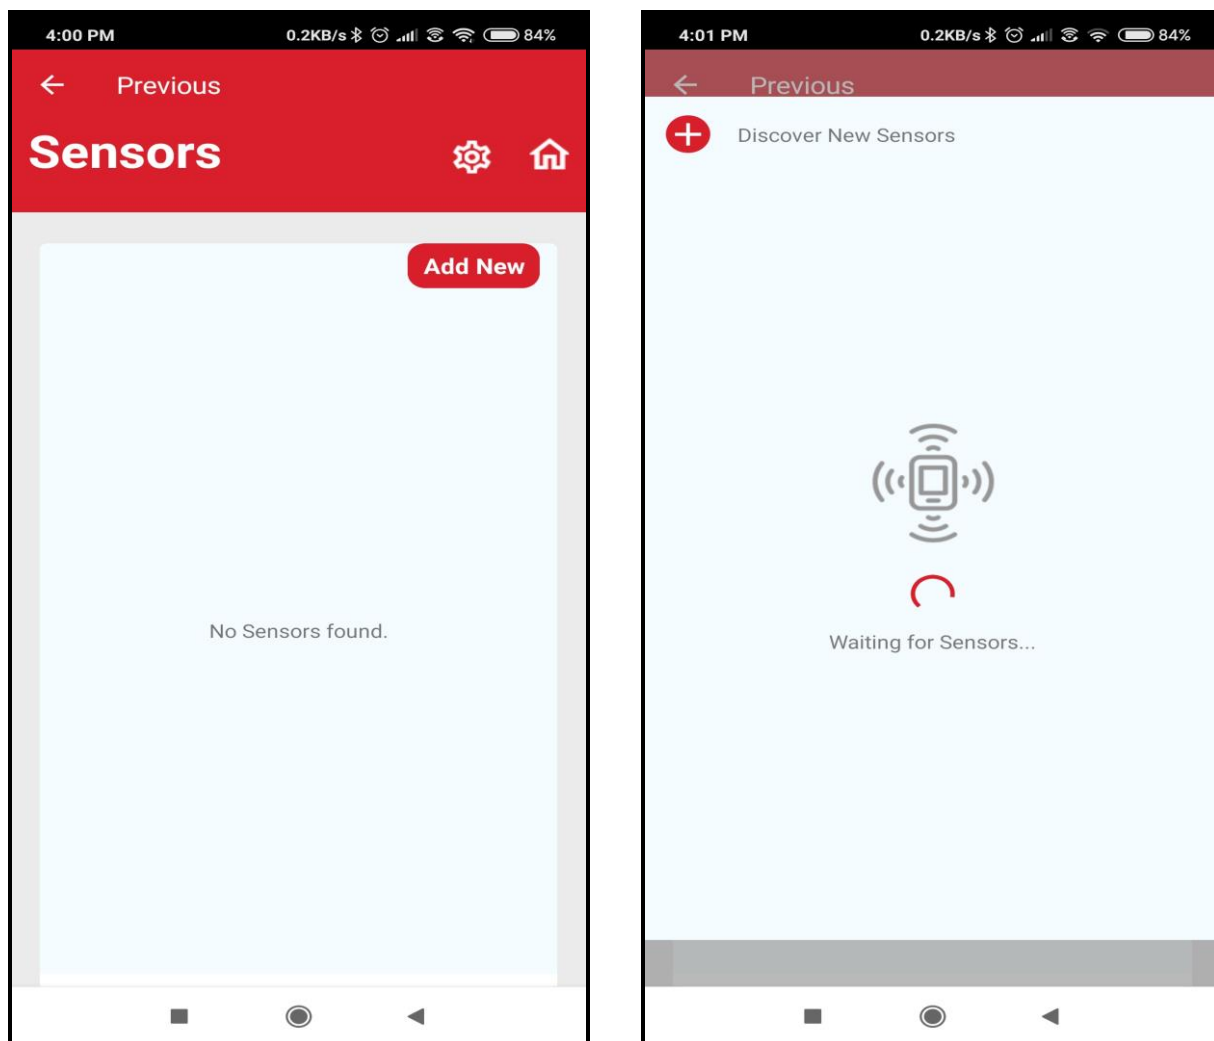 4:00 PM 0.2KB/s 84%
Previous
Sensors
Add New
No Sensors found.
4:01 PM 0.2KB/s 84%
Previous
Discover New Sensors
Waiting for Sensors...